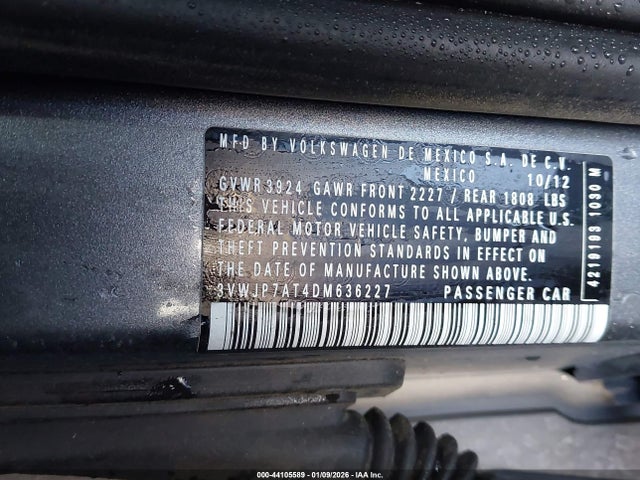 MFD BY VOLKSWAGEN DE MEXICO S.A. DE C.V.
MEXICO 10/12
GVWR 3924 GAWR FRONT 2227 / REAR 1808 LBS
THIS VEHICLE CONFORMS TO ALL APPLICABLE U.S.
FEDERAL MOTOR VEHICLE SAFETY, BUMPER AND
THEFT PREVENTION STANDARDS IN EFFECT ON
THE DATE OF MANUFACTURE SHOWN ABOVE.
3VWJP7AT4DM636227 PASSENGER CAR
4219103 1030 M
000-44105589 - 01/09/2026 - IAA Inc.